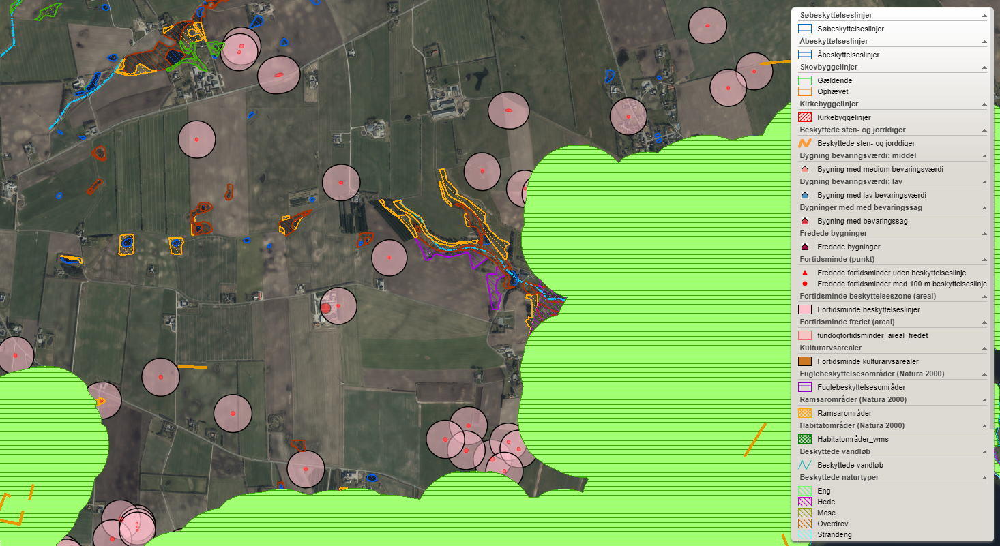 Søbeskyttelseslinjer
Søbeskyttelseslinjer
Åbeskyttelseslinjer
Åbeskyttelseslinjer
Skovbyggelinjer
Gældende
Ophævet
Kirkebyggelinjer
Kirkebyggelinjer
Beskyttede sten- og jorddiger
Beskyttede sten- og jorddiger
Bygning bevaringsværdi: middel
Bygning med medium bevaringsværdi
Bygning bevaringsværdi: lav
Bygning med lav bevaringsværdi
Bygninger med med bevaringssag
Bygning med bevaringssag
Fredede bygninger
Fredede bygninger
Fortidsminde (punkt)
Fredede fortidsminder uden beskyttelseslinje
Fredede fortidsminder med 100 m beskyttelseslinje
Fortidsminde beskyttelseszone (areal)
Fortidsminde beskyttelseslinjer
Fortidsminde fredet (areal)
fundogfortidsminder_areal_fredet
Kulturarvsarealer
Fortidsminde kulturarvsarealer
Fuglebeskyttelsesområder (Natura 2000)
Fuglebeskyttelsesområder
Ramsarområder (Natura 2000)
Ramsarområder
Habitatområder (Natura 2000)
Habitatområder_wms
Beskyttede vandløb
Beskyttede vandløb
Beskyttede naturtyper
Eng
Hede
Mose
Overdrev
Strandeng